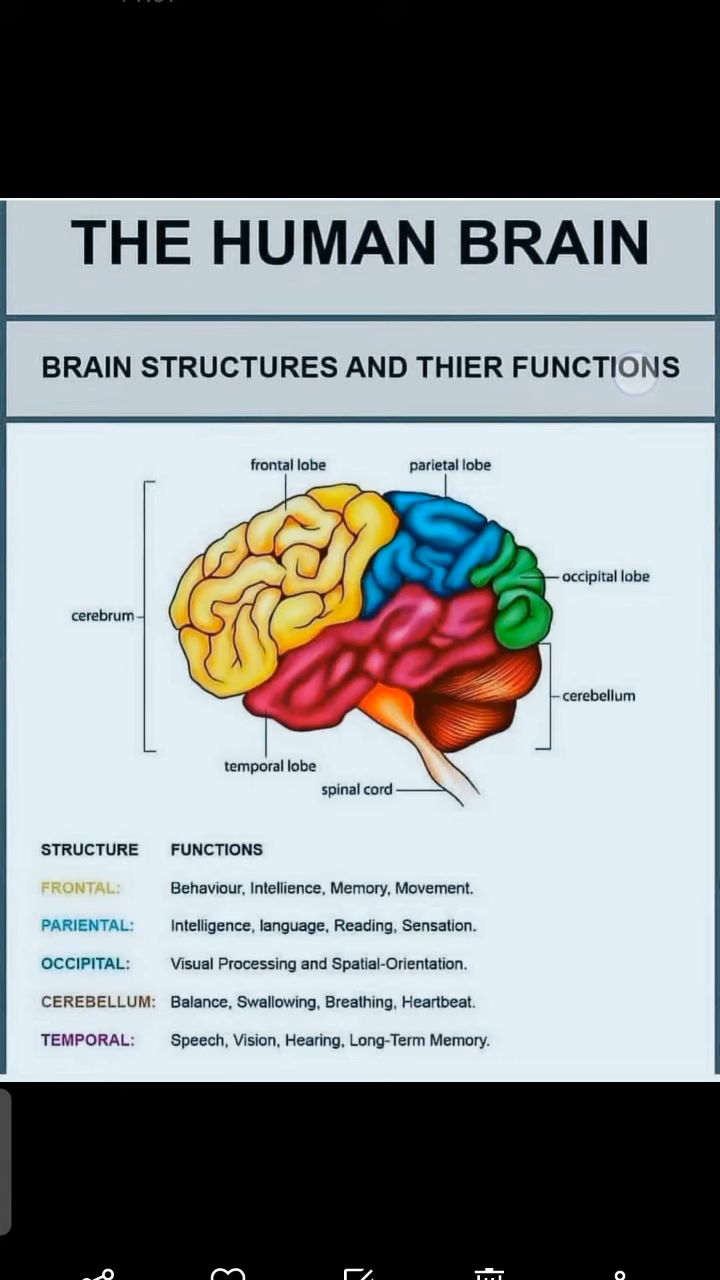 THE HUMAN BRAIN
BRAIN STRUCTURES AND THIER FUNCTIONS
frontal lobe
parietal lobe
occipital lobe
cerebrum
cerebellum
temporal lobe
spinal cord
STRUCTURE FUNCTIONS
FRONTAL: Behaviour, Intellience, Memory, Movement.
PARIENTAL: Intelligence, language, Reading, Sensation.
OCCIPITAL: Visual Processing and Spatial-Orientation.
CEREBELLUM: Balance, Swallowing, Breathing, Heartbeat.
TEMPORAL: Speech, Vision, Hearing, Long-Term Memory.